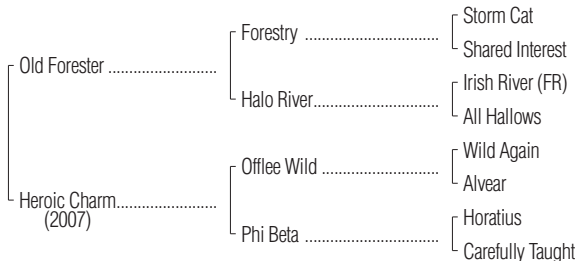 Storm Cat
Forestry ................................
Shared Interest
Old Forester ..........................
Irish River (FR)
Halo River..............................
All Hallows
Wild Again
Offlee Wild ............................
Alvear
Heroic Charm........................
(2007)
Horatius
Phi Beta ................................
Carefully Taught